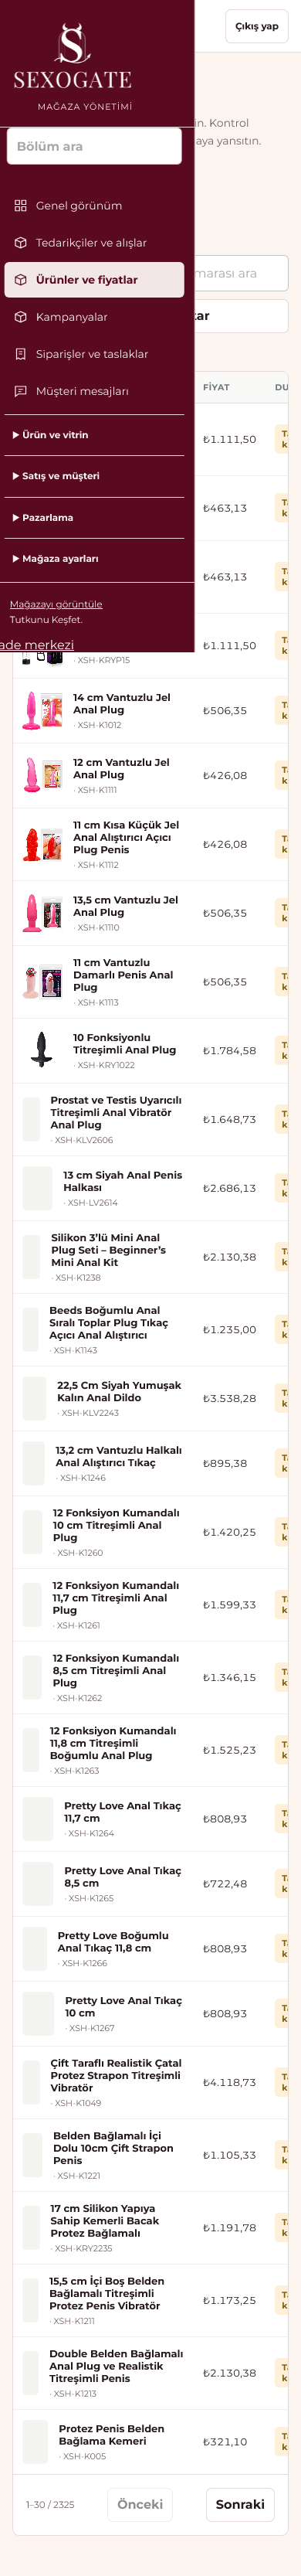 SEXOGATE
MAĞAZA YÖNETİMİ
Bölüm ara
Genel görünüm
Tedarikçiler ve alışlar
Ürünler ve fiyatlar
Kampanyalar
Siparişler ve taslaklar
Müşteri mesajları
Ürün ve vitrin
Satış ve müşteri
Pazarlama
Mağaza ayarları
Mağazayı görüntüle
Tutkunu Keşfet.
ade merkezi
Çıkış yap
in. Kontrol
aya yansıtın.
marası ara
ar
FİYAT
DU
₺1.111,50
₺463,13
₺463,13
· XSH-KRYP15
₺1.111,50
14 cm Vantuzlu Jel
Anal Plug
· XSH-K1012
₺506,35
12 cm Vantuzlu Jel
Anal Plug
· XSH-K1111
₺426,08
11 cm Kısa Küçük Jel
Anal Alıştırıcı Açıcı
Plug Penis
· XSH-K1112
₺426,08
13,5 cm Vantuzlu Jel
Anal Plug
· XSH-K1110
₺506,35
11 cm Vantuzlu
Damarlı Penis Anal
Plug
· XSH-K1113
₺506,35
10 Fonksiyonlu
Titreşimli Anal Plug
· XSH-KRY1022
₺1.784,58
Prostat ve Testis Uyarıcılı
Titreşimli Anal Vibratör
Anal Plug
· XSH-KLV2606
₺1.648,73
13 cm Siyah Anal Penis
Halkası
· XSH-LV2614
₺2.686,13
Silikon 3’lü Mini Anal
Plug Seti – Beginner’s
Mini Anal Kit
· XSH-K1238
₺2.130,38
Beeds Boğumlu Anal
Sıralı Toplar Plug Tıkaç
Açıcı Anal Alıştırıcı
· XSH-K1143
₺1.235,00
22,5 Cm Siyah Yumuşak
Kalın Anal Dildo
· XSH-KLV2243
₺3.538,28
13,2 cm Vantuzlu Halkalı
Anal Alıştırıcı Tıkaç
· XSH-K1246
₺895,38
12 Fonksiyon Kumandalı
10 cm Titreşimli Anal
Plug
· XSH-K1260
₺1.420,25
12 Fonksiyon Kumandalı
11,7 cm Titreşimli Anal
Plug
· XSH-K1261
₺1.599,33
12 Fonksiyon Kumandalı
8,5 cm Titreşimli Anal
Plug
· XSH-K1262
₺1.346,15
12 Fonksiyon Kumandalı
11,8 cm Titreşimli
Boğumlu Anal Plug
· XSH-K1263
₺1.525,23
Pretty Love Anal Tıkaç
11,7 cm
· XSH-K1264
₺808,93
Pretty Love Anal Tıkaç
8,5 cm
· XSH-K1265
₺722,48
Pretty Love Boğumlu
Anal Tıkaç 11,8 cm
· XSH-K1266
₺808,93
Pretty Love Anal Tıkaç
10 cm
· XSH-K1267
₺808,93
Çift Taraflı Realistik Çatal
Protez Strapon Titreşimli
Vibratör
· XSH-K1049
₺4.118,73
Belden Bağlamalı İçi
Dolu 10cm Çift Strapon
Penis
· XSH-K1221
₺1.105,33
17 cm Silikon Yapıya
Sahip Kemerli Bacak
Protez Bağlamalı
· XSH-KRY2235
₺1.191,78
15,5 cm İçi Boş Belden
Bağlamalı Titreşimli
Protez Penis Vibratör
· XSH-K1211
₺1.173,25
Double Belden Bağlamalı
Anal Plug ve Realistik
Titreşimli Penis
· XSH-K1213
₺2.130,38
Protez Penis Belden
Bağlama Kemeri
· XSH-K005
₺321,10
1–30 / 2325
Önceki
Sonraki